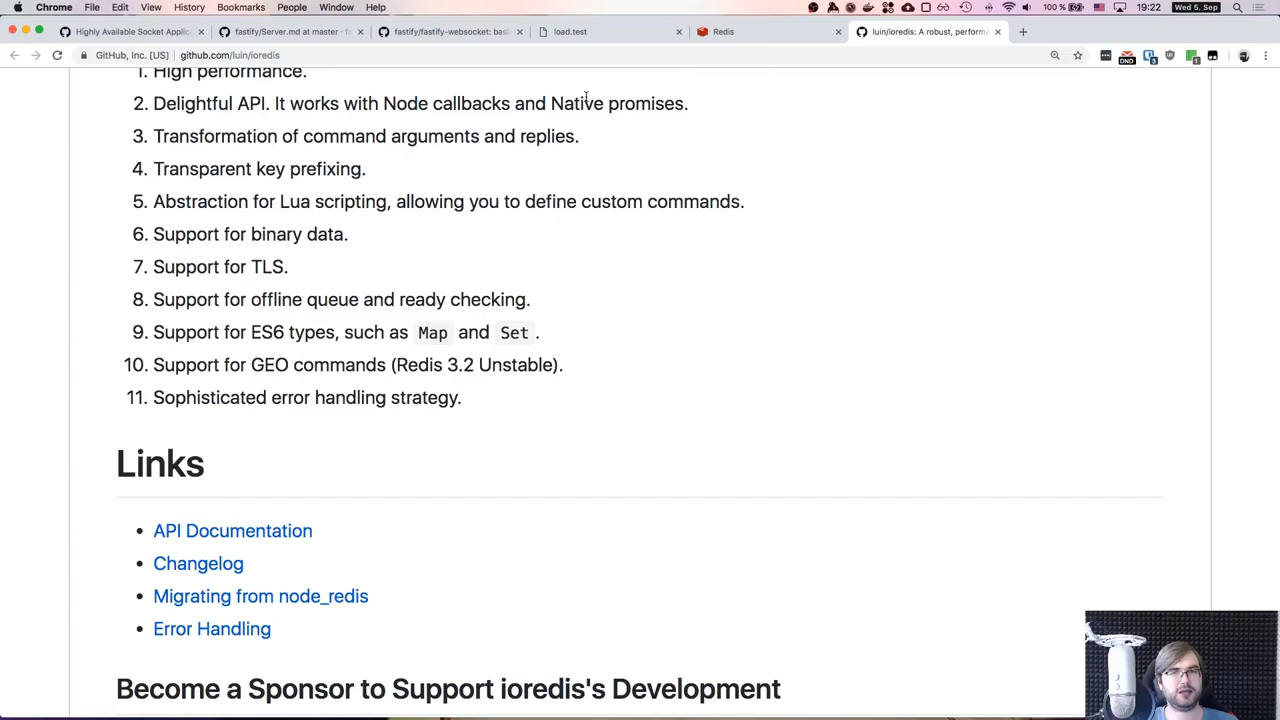 Chrome File Edit View History Bookmarks People Window Help 100 % Wed 5. Sep 19:22
Highly Available Socket Applic
fastify/Server.md at master · fa
fastify/fastify-websocket: basi
load.test
Redis
luin/ioredis: A robust, performa
GitHub, Inc. [US] github.com/luin/ioredis
DND 3 1
1. High performance.
2. Delightful API. It works with Node callbacks and Native promises.
3. Transformation of command arguments and replies.
4. Transparent key prefixing.
5. Abstraction for Lua scripting, allowing you to define custom commands.
6. Support for binary data.
7. Support for TLS.
8. Support for offline queue and ready checking.
9. Support for ES6 types, such as Map and Set .
10. Support for GEO commands (Redis 3.2 Unstable).
11. Sophisticated error handling strategy.
Links
• API Documentation
• Changelog
• Migrating from node_redis
• Error Handling
Become a Sponsor to Support ioredis's Development